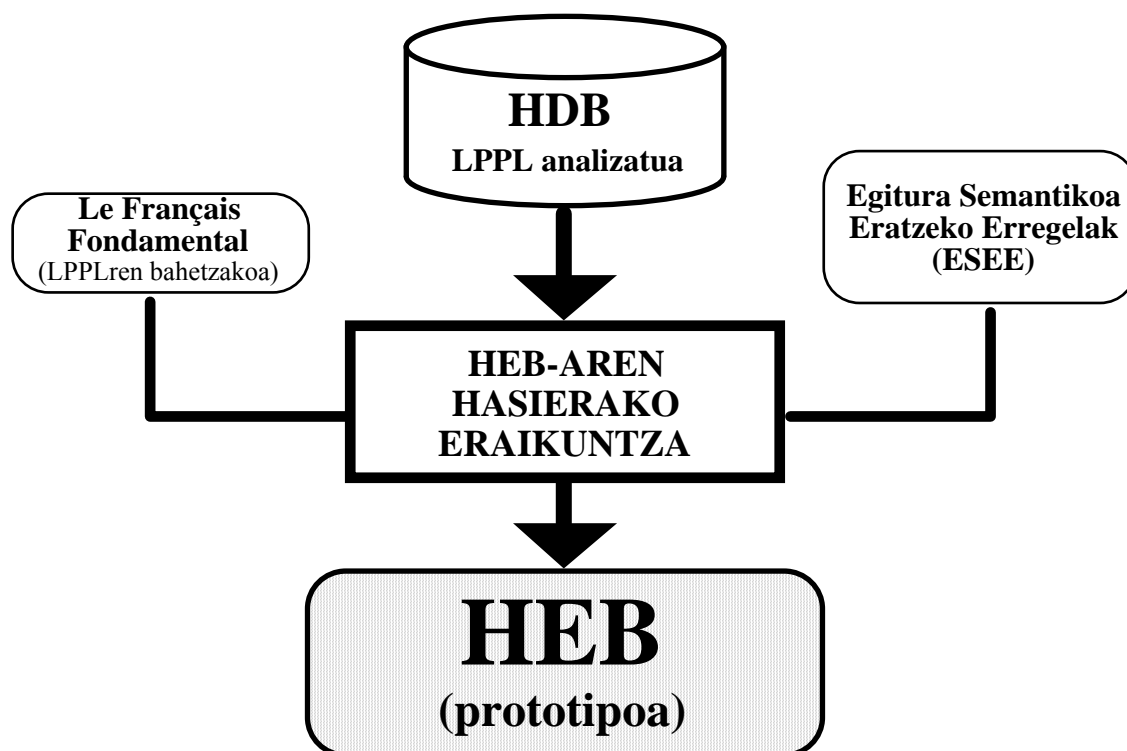 HDB
LPPL analizatua
Le Français
Fondamental
(LPPLren bahetzakoa)
Egitura Semantikoa
Eratzeko Erregelak
(ESEE)
HEB-AREN
HASIERAKO
ERAIKUNTZA
HEB
(prototipoa)